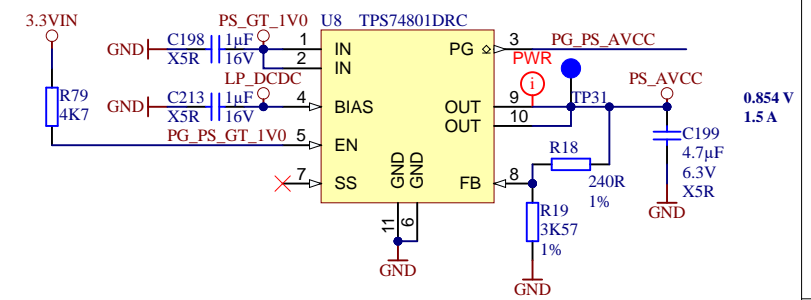 3.3VIN
PS_GT_1V0
U8 TPS74801DRC
C198 1µF
GND
X5R 16V
1 IN
2 IN
PG 3 PG_PS_AVCC
PWR
i
LP_DCDC
PS_AVCC
R79
4K7
C213 1µF
GND
X5R 16V
4 BIAS
OUT 9
TP31
OUT 10
0.854 V
1.5 A
PG_PS_GT_1V0
5 EN
C199
4.7µF
6.3V
X5R
GND
R18
240R
1%
7 SS
GND
GND
FB 8
R19
3K57
1%
11
6
GND
GND